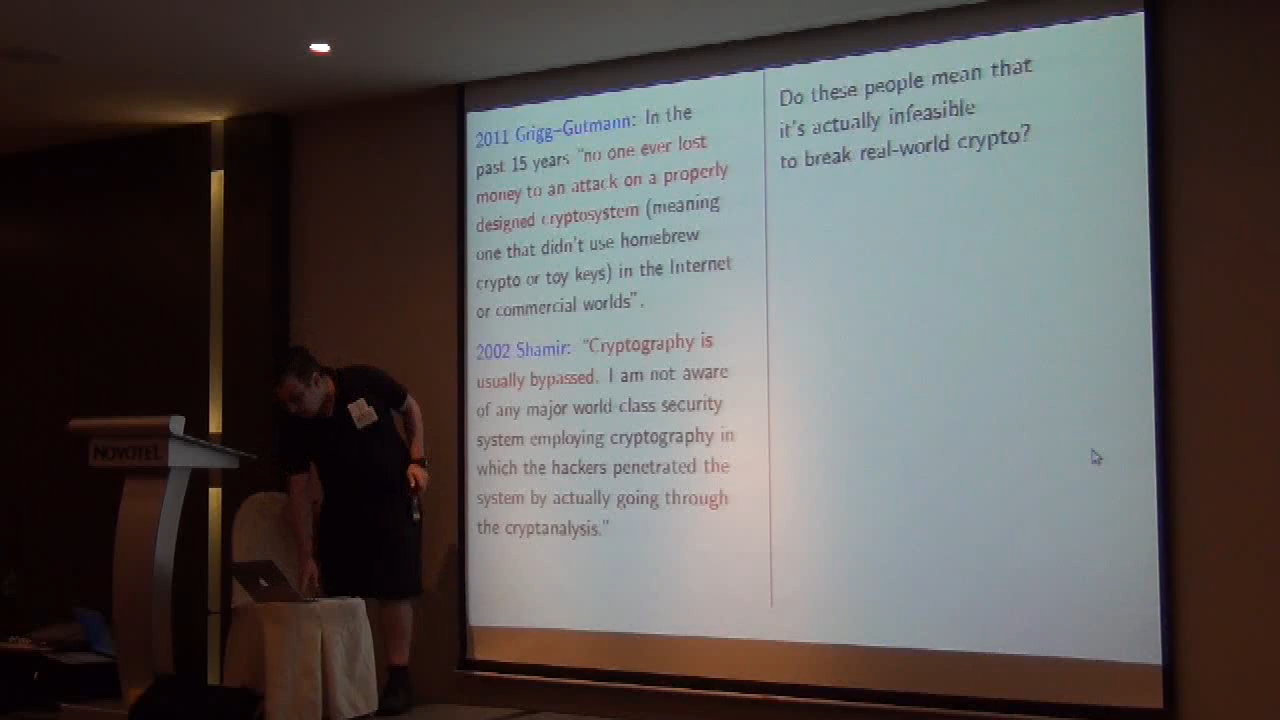 2011 Grigg–Gutmann: In the
past 15 years "no one ever lost
money to an attack on a properly
designed cryptosystem (meaning
one that didn't use homebrew
crypto or toy keys) in the Internet
or commercial worlds".
2002 Shamir: "Cryptography is
usually bypassed. I am not aware
of any major world class security
system employing cryptography in
which the hackers penetrated the
system by actually going through
the cryptanalysis."
Do these people mean that
it's actually infeasible
to break real-world crypto?
NOVOTEL